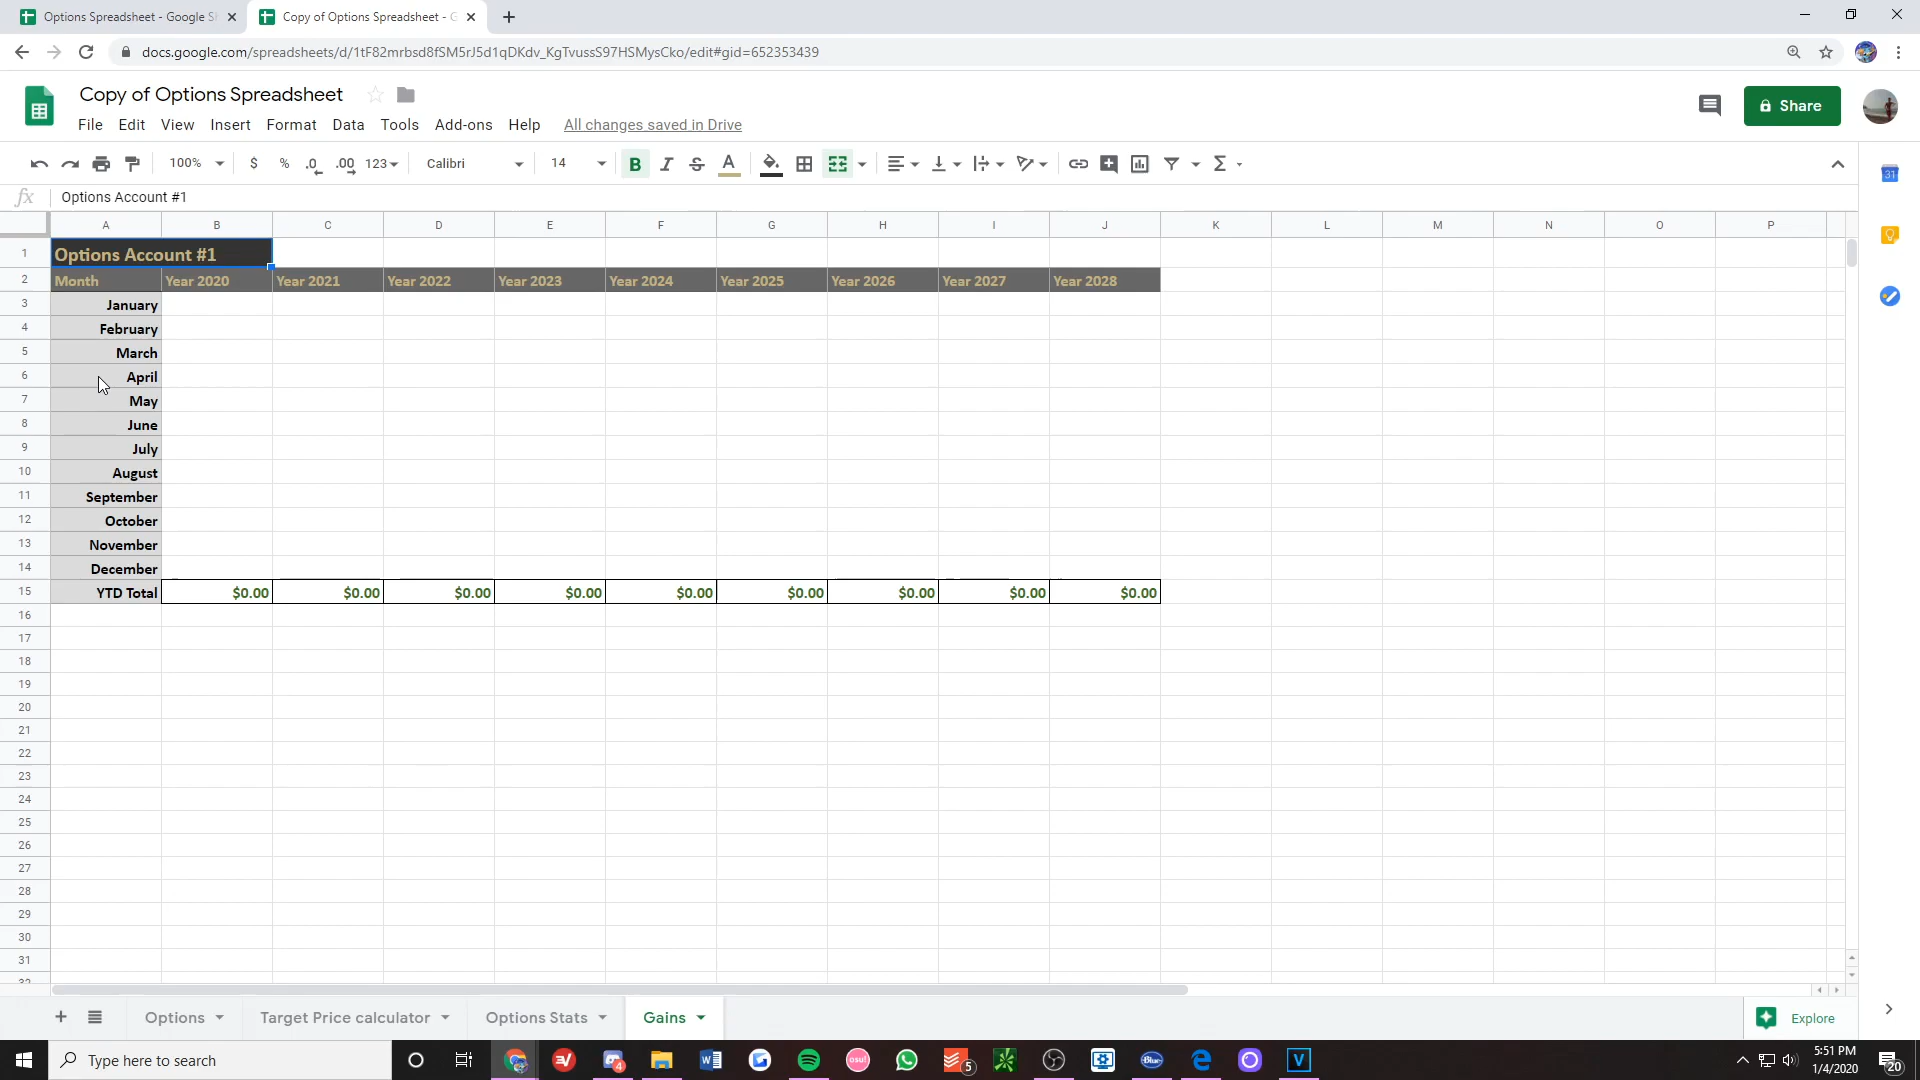 Options Spreadsheet - Google S
Copy of Options Spreadsheet - G
docs.google.com/spreadsheets/d/1tF82mrbsd8fSM5rJ5d1qDKdv_KgTvussS97HSMysCko/edit#gid=652353439
Copy of Options Spreadsheet
Share
File Edit View Insert Format Data Tools Add-ons Help All changes saved in Drive
100% $ % .0 .00 123 Calibri 14 B I S A Σ
fx Options Account #1
31
A B C D E F G H I J K L M N O P
1 Options Account #1
2 Month Year 2020 Year 2021 Year 2022 Year 2023 Year 2024 Year 2025 Year 2026 Year 2027 Year 2028
3 January
4 February
5 March
6 April
7 May
8 June
9 July
10 August
11 September
12 October
13 November
14 December
15 YTD Total $0.00 $0.00 $0.00 $0.00 $0.00 $0.00 $0.00 $0.00 $0.00
16
17
18
19
20
21
22
23
24
25
26
27
28
29
30
31
32
Options Target Price calculator Options Stats Gains Explore
Type here to search
4
osu!
5
Blue
V
5:51 PM
1/4/2020
20